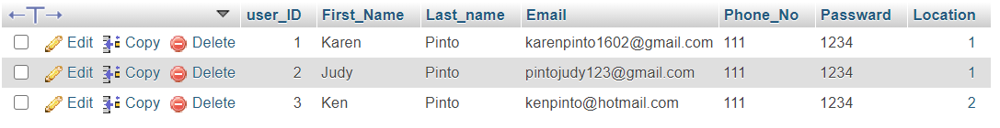 user_ID First_Name Last_name Email Phone_No Passward Location
Edit Copy Delete 1 Karen Pinto karenpinto1602@gmail.com 111 1234 1
Edit Copy Delete 2 Judy Pinto pintojudy123@gmail.com 111 1234 1
Edit Copy Delete 3 Ken Pinto kenpinto@hotmail.com 111 1234 2